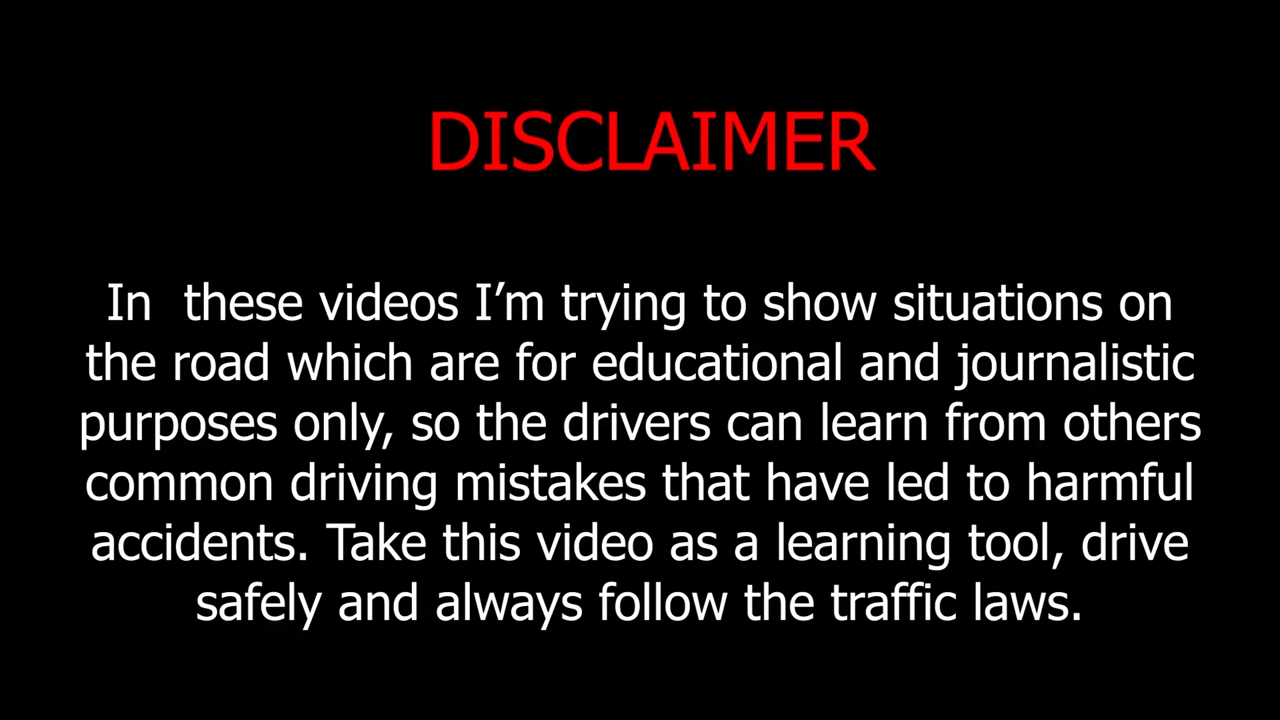 DISCLAIMER
In  these videos I’m trying to show situations on
the road which are for educational and journalistic
purposes only, so the drivers can learn from others
common driving mistakes that have led to harmful
accidents. Take this video as a learning tool, drive
safely and always follow the traffic laws.